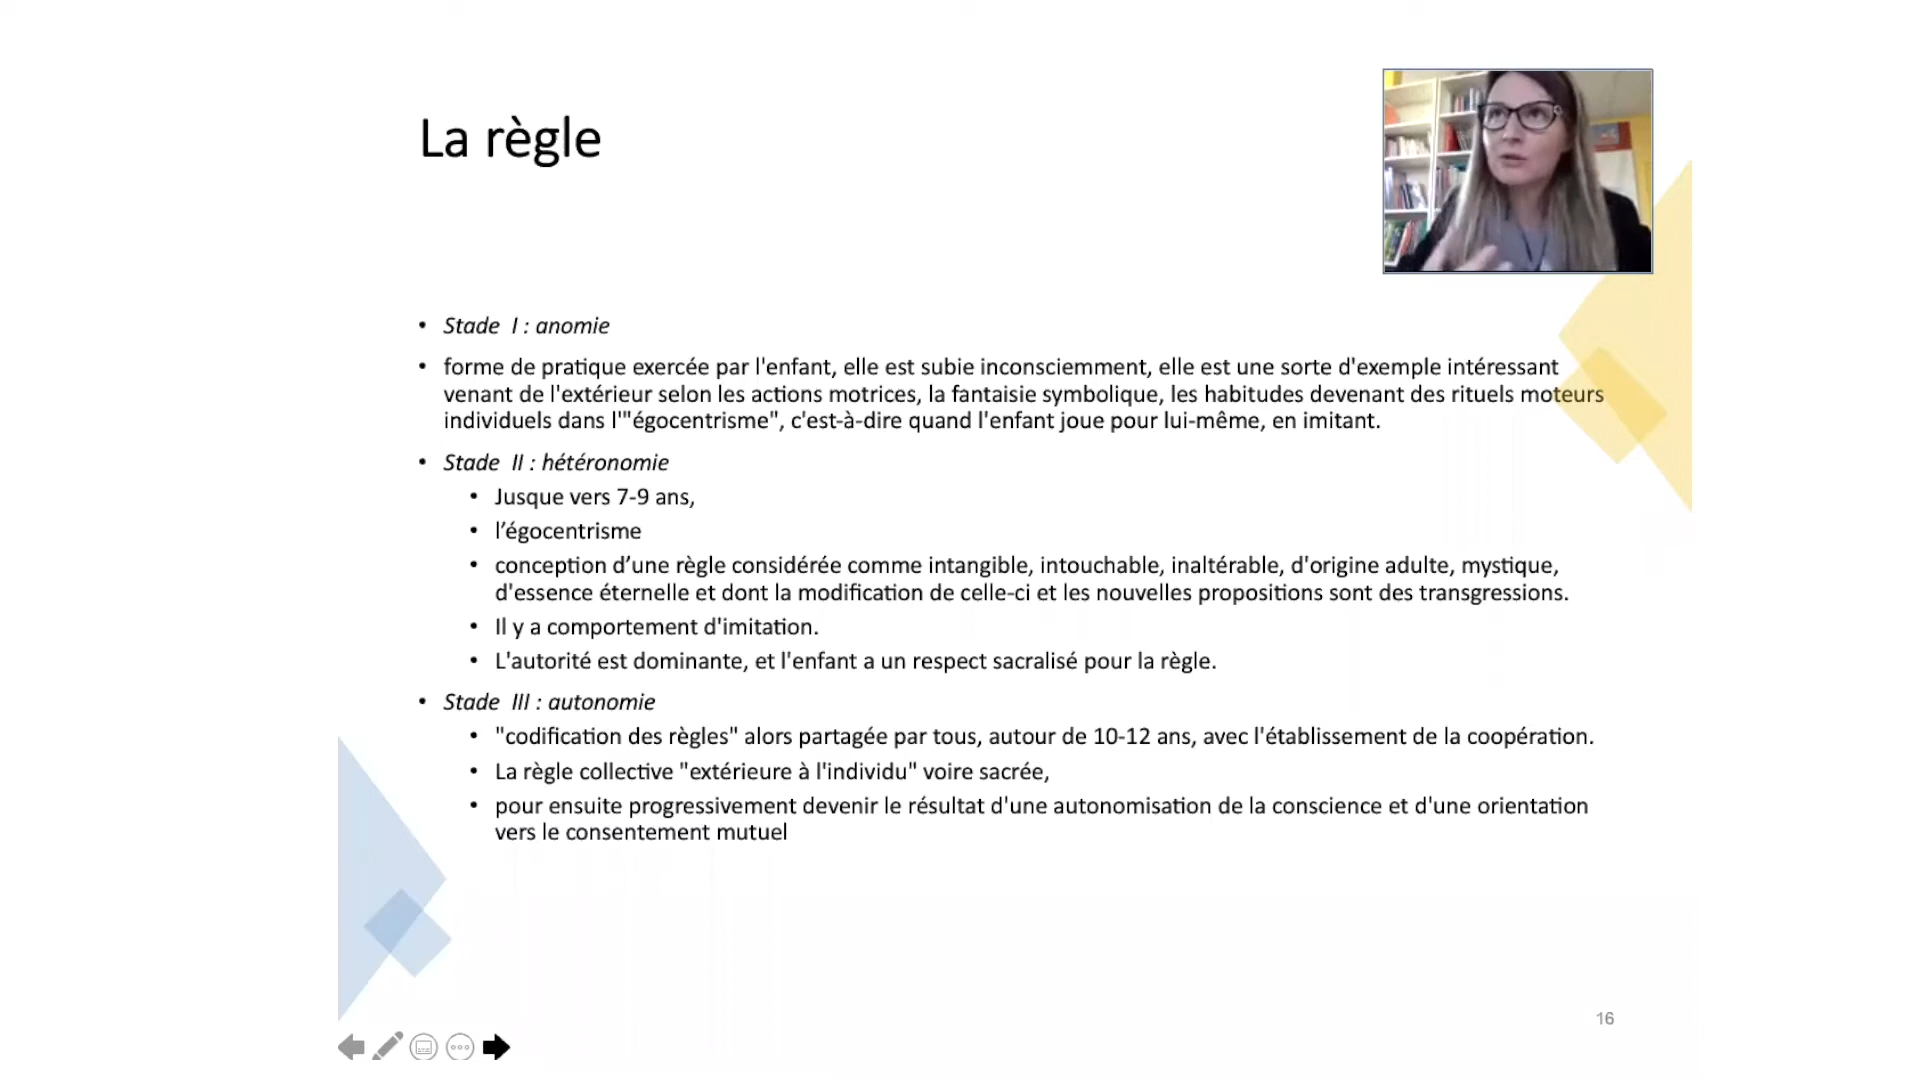 La règle
• Stade I : anomie
• forme de pratique exercée par l'enfant, elle est subie inconsciemment, elle est une sorte d'exemple intéressant
venant de l'extérieur selon les actions motrices, la fantaisie symbolique, les habitudes devenant des rituels moteurs
individuels dans l'"égocentrisme", c'est-à-dire quand l'enfant joue pour lui-même, en imitant.
• Stade II : hétéronomie
• Jusque vers 7-9 ans,
• l’égocentrisme
• conception d’une règle considérée comme intangible, intouchable, inaltérable, d'origine adulte, mystique,
d'essence éternelle et dont la modification de celle-ci et les nouvelles propositions sont des transgressions.
• Il y a comportement d'imitation.
• L'autorité est dominante, et l'enfant a un respect sacralisé pour la règle.
• Stade III : autonomie
• "codification des règles" alors partagée par tous, autour de 10-12 ans, avec l'établissement de la coopération.
• La règle collective "extérieure à l'individu" voire sacrée,
• pour ensuite progressivement devenir le résultat d'une autonomisation de la conscience et d'une orientation
vers le consentement mutuel
16